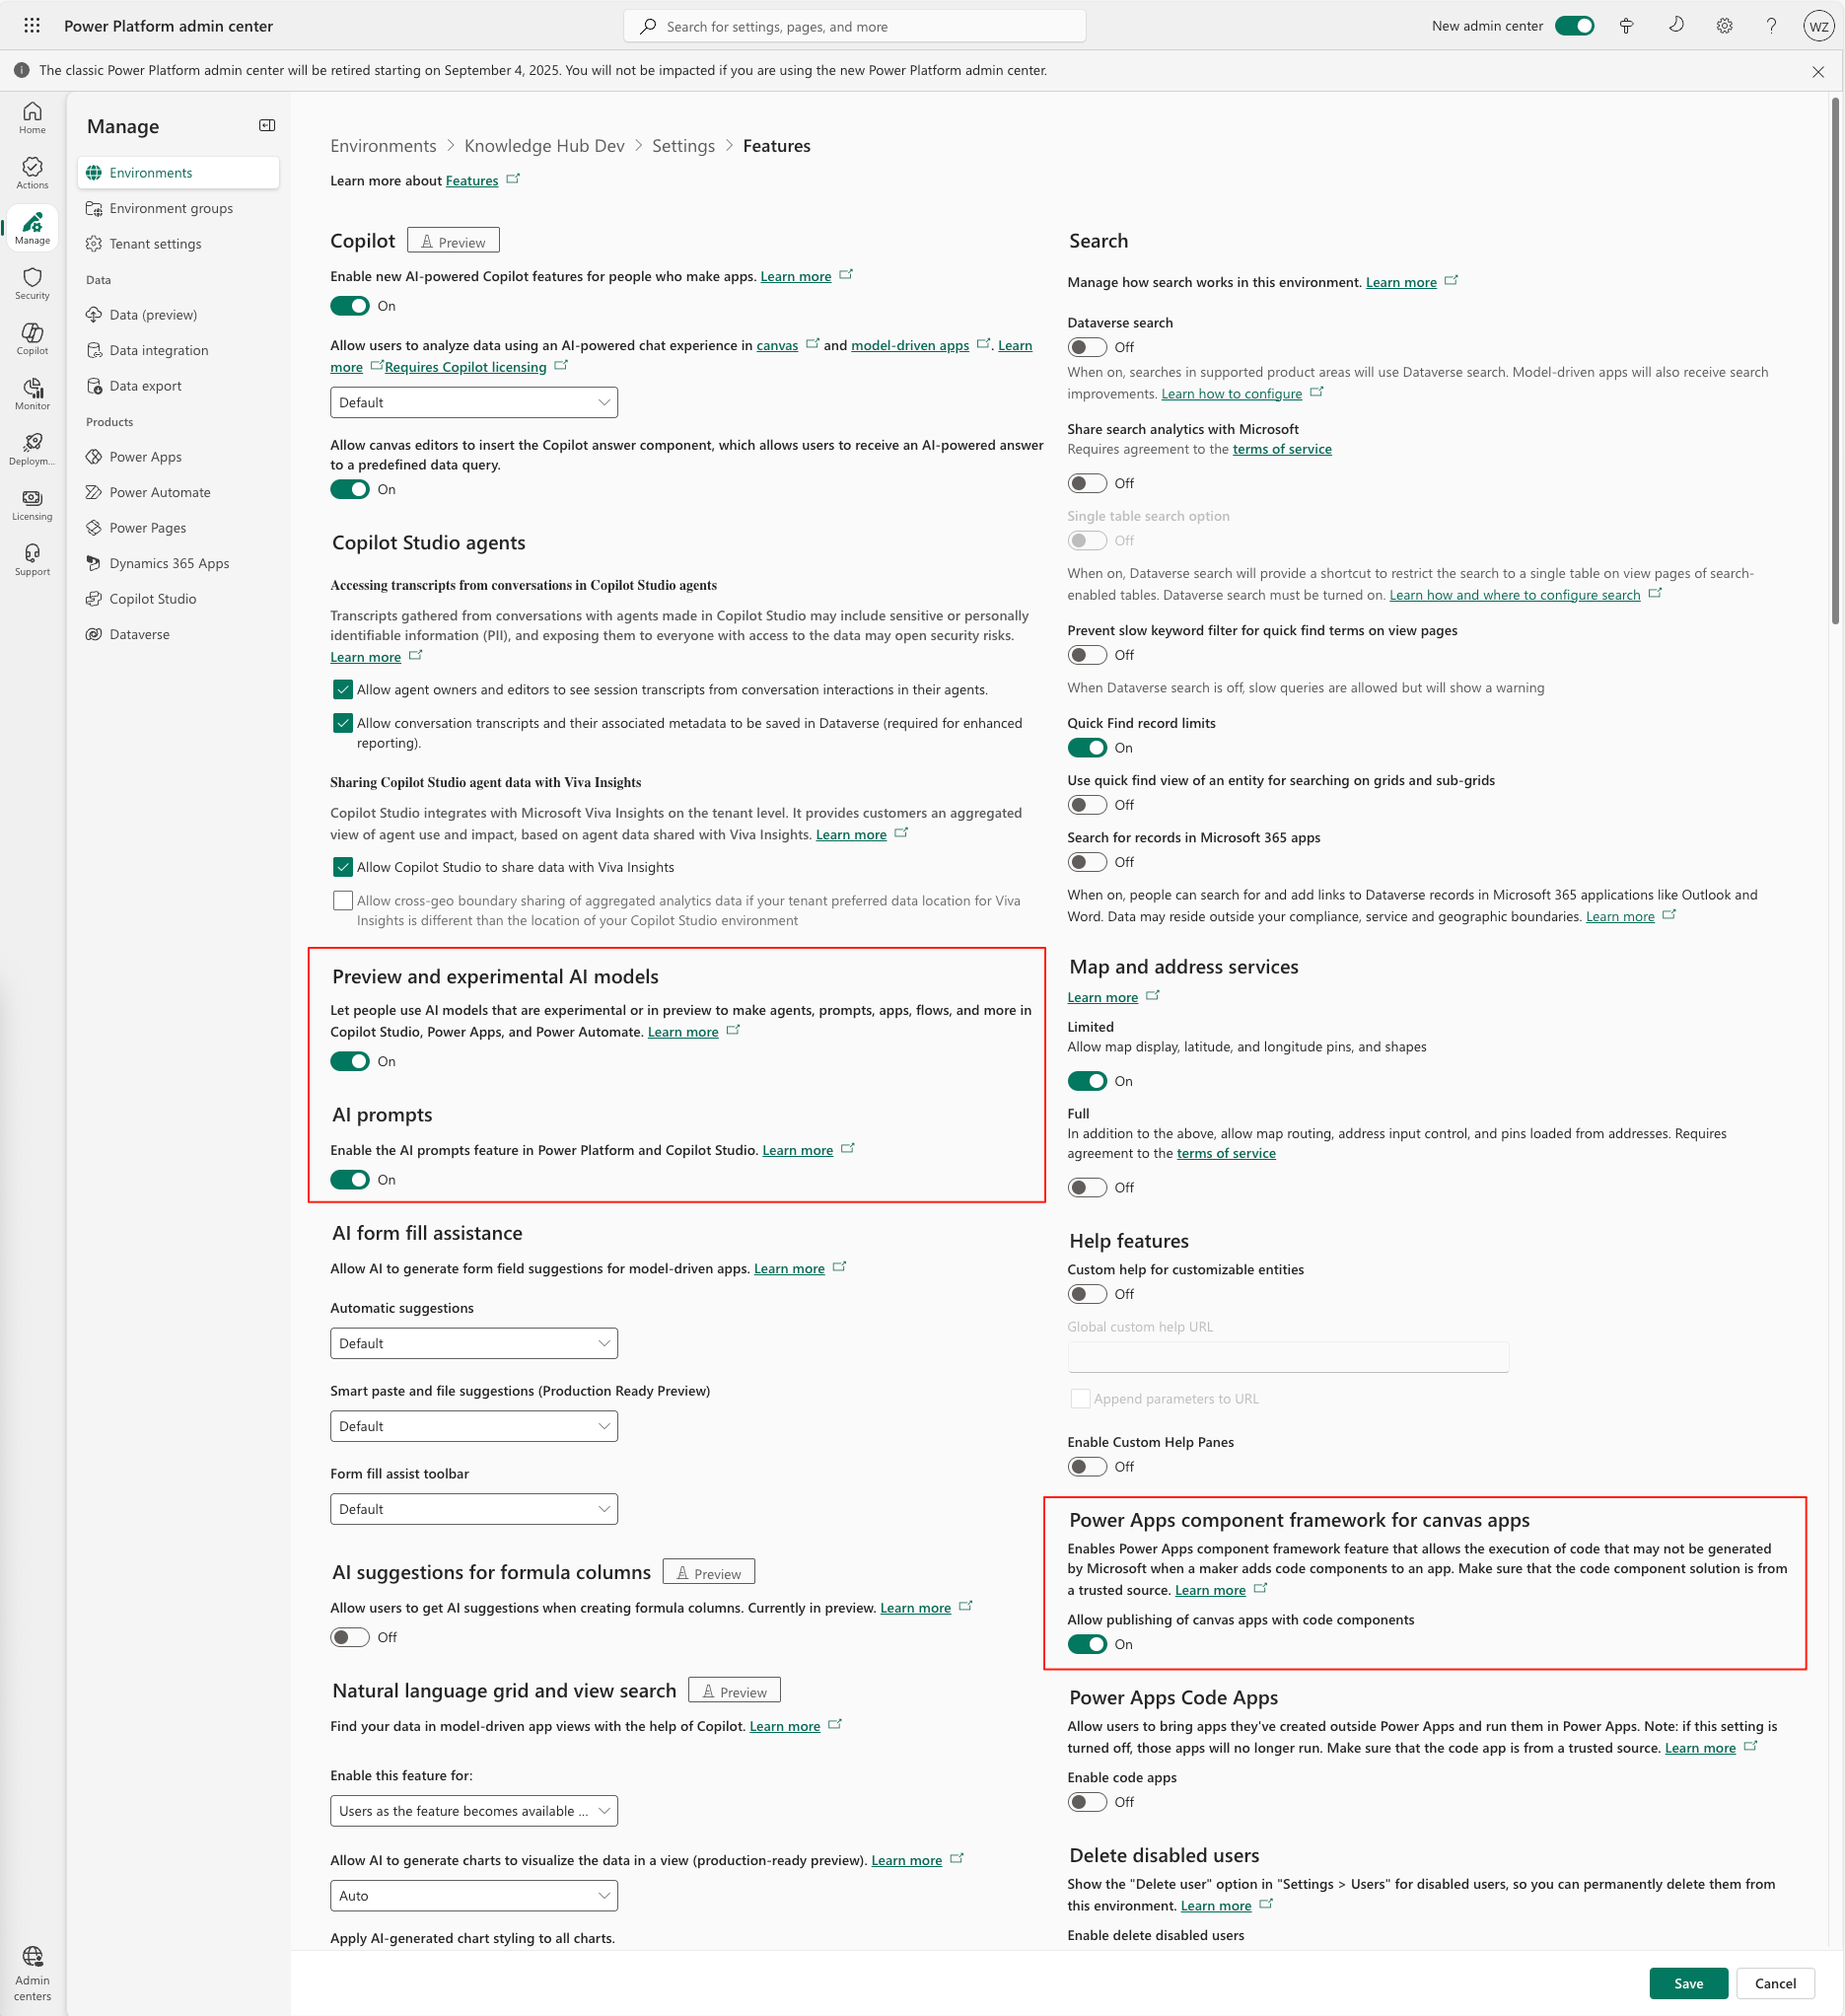 Power Platform admin center
Search for settings, pages, and more
New admin center
WZ
The classic Power Platform admin center will be retired starting on September 4, 2025. You will not be impacted if you are using the new Power Platform admin center.
Home
Actions
Manage
Security
Copilot
Monitor
Deploym...
Licensing
Support
Admin
centers
Manage
Environments
Environment groups
Tenant settings
Data
Data (preview)
Data integration
Data export
Products
Power Apps
Power Automate
Power Pages
Dynamics 365 Apps
Copilot Studio
Dataverse
Environments > Knowledge Hub Dev > Settings > Features
Learn more about Features
Copilot Preview
Enable new AI-powered Copilot features for people who make apps. Learn more
On
Allow users to analyze data using an AI-powered chat experience in canvas and model-driven apps . Learn
more Requires Copilot licensing
Default
Allow canvas editors to insert the Copilot answer component, which allows users to receive an AI-powered answer
to a predefined data query.
On
Copilot Studio agents
Accessing transcripts from conversations in Copilot Studio agents
Transcripts gathered from conversations with agents made in Copilot Studio may include sensitive or personally
identifiable information (PII), and exposing them to everyone with access to the data may open security risks.
Learn more
Allow agent owners and editors to see session transcripts from conversation interactions in their agents.
Allow conversation transcripts and their associated metadata to be saved in Dataverse (required for enhanced
reporting).
Sharing Copilot Studio agent data with Viva Insights
Copilot Studio integrates with Microsoft Viva Insights on the tenant level. It provides customers an aggregated
view of agent use and impact, based on agent data shared with Viva Insights. Learn more
Allow Copilot Studio to share data with Viva Insights
Allow cross-geo boundary sharing of aggregated analytics data if your tenant preferred data location for Viva
Insights is different than the location of your Copilot Studio environment
Preview and experimental AI models
Let people use AI models that are experimental or in preview to make agents, prompts, apps, flows, and more in
Copilot Studio, Power Apps, and Power Automate. Learn more
On
AI prompts
Enable the AI prompts feature in Power Platform and Copilot Studio. Learn more
On
AI form fill assistance
Allow AI to generate form field suggestions for model-driven apps. Learn more
Automatic suggestions
Default
Smart paste and file suggestions (Production Ready Preview)
Default
Form fill assist toolbar
Default
AI suggestions for formula columns Preview
Allow users to get AI suggestions when creating formula columns. Currently in preview. Learn more
Off
Natural language grid and view search Preview
Find your data in model-driven app views with the help of Copilot. Learn more
Enable this feature for:
Users as the feature becomes available ...
Allow AI to generate charts to visualize the data in a view (production-ready preview). Learn more
Auto
Apply AI-generated chart styling to all charts.
Search
Manage how search works in this environment. Learn more
Dataverse search
Off
When on, searches in supported product areas will use Dataverse search. Model-driven apps will also receive search
improvements. Learn how to configure
Share search analytics with Microsoft
Requires agreement to the terms of service
Off
Single table search option
Off
When on, Dataverse search will provide a shortcut to restrict the search to a single table on view pages of search-
enabled tables. Dataverse search must be turned on. Learn how and where to configure search
Prevent slow keyword filter for quick find terms on view pages
Off
When Dataverse search is off, slow queries are allowed but will show a warning
Quick Find record limits
On
Use quick find view of an entity for searching on grids and sub-grids
Off
Search for records in Microsoft 365 apps
Off
When on, people can search for and add links to Dataverse records in Microsoft 365 applications like Outlook and
Word. Data may reside outside your compliance, service and geographic boundaries. Learn more
Map and address services
Learn more
Limited
Allow map display, latitude, and longitude pins, and shapes
On
Full
In addition to the above, allow map routing, address input control, and pins loaded from addresses. Requires
agreement to the terms of service
Off
Help features
Custom help for customizable entities
Off
Global custom help URL
Append parameters to URL
Enable Custom Help Panes
Off
Power Apps component framework for canvas apps
Enables Power Apps component framework feature that allows the execution of code that may not be generated
by Microsoft when a maker adds code components to an app. Make sure that the code component solution is from
a trusted source. Learn more
Allow publishing of canvas apps with code components
On
Power Apps Code Apps
Allow users to bring apps they've created outside Power Apps and run them in Power Apps. Note: if this setting is
turned off, those apps will no longer run. Make sure that the code app is from a trusted source. Learn more
Enable code apps
Off
Delete disabled users
Show the "Delete user" option in "Settings > Users" for disabled users, so you can permanently delete them from
this environment. Learn more
Enable delete disabled users
Save
Cancel